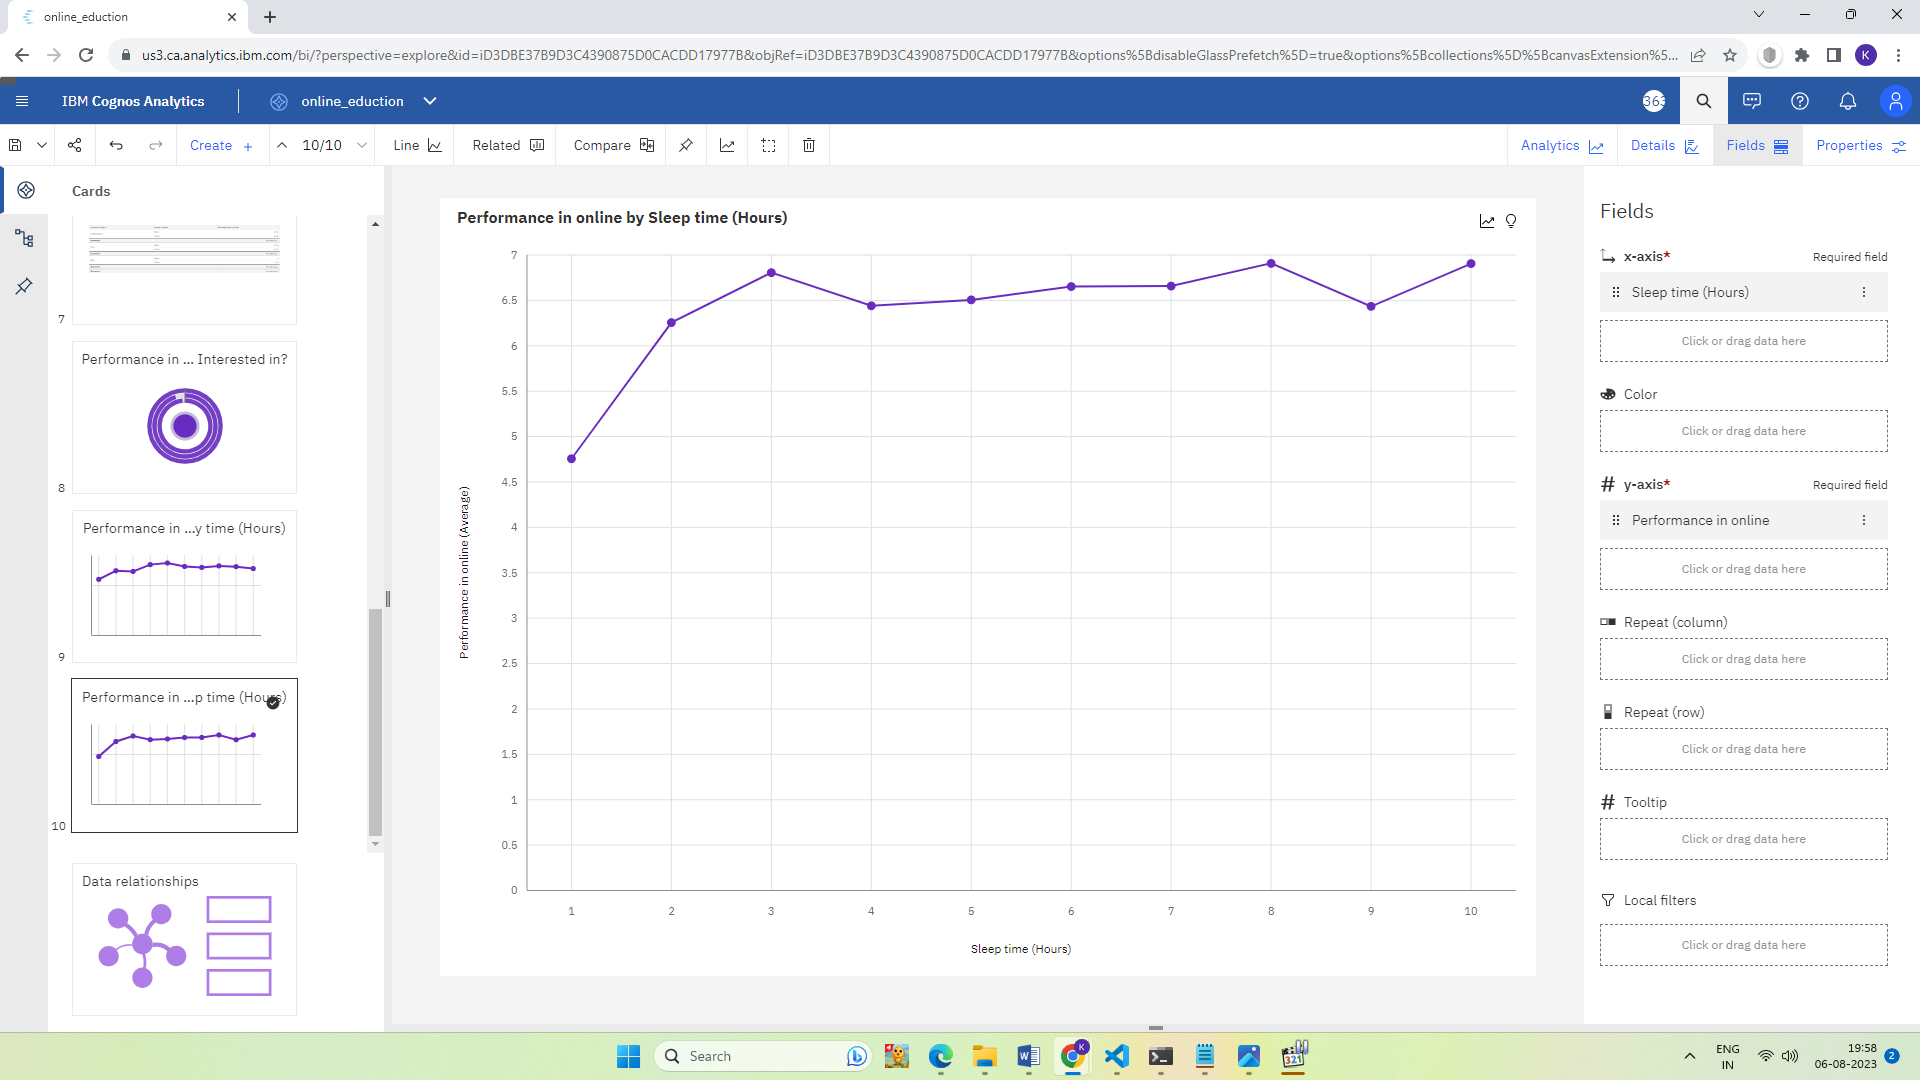 online_eduction
us3.ca.analytics.ibm.com/bi/?perspective=explore&id=iD3DBE37B9D3C4390875D0CACDD17977B&objRef=iD3DBE37B9D3C4390875D0CACDD17977B&options%5BdisableGlassPrefetch%5D=true&options%5Bcollections%5D%5BcanvasExtension%5...
K
IBM Cognos Analytics
online_eduction
363
Create +
10/10
Line
Related
Compare
Analytics
Details
Fields
Properties
Cards
7
Performance in ... Interested in?
8
Performance in ...y time (Hours)
9
Performance in ...p time (Hours)
10
Data relationships
Performance in online by Sleep time (Hours)
7
6.5
6
5.5
5
4.5
4
3.5
3
2.5
2
1.5
1
0.5
0
Performance in online (Average)
1 2 3 4 5 6 7 8 9 10
Sleep time (Hours)
Fields
x-axis* Required field
Sleep time (Hours)
Click or drag data here
Color
Click or drag data here
y-axis* Required field
Performance in online
Click or drag data here
Repeat (column)
Click or drag data here
Repeat (row)
Click or drag data here
Tooltip
Click or drag data here
Local filters
Click or drag data here
Search
K
321
ENG
IN
19:58
06-08-2023
2